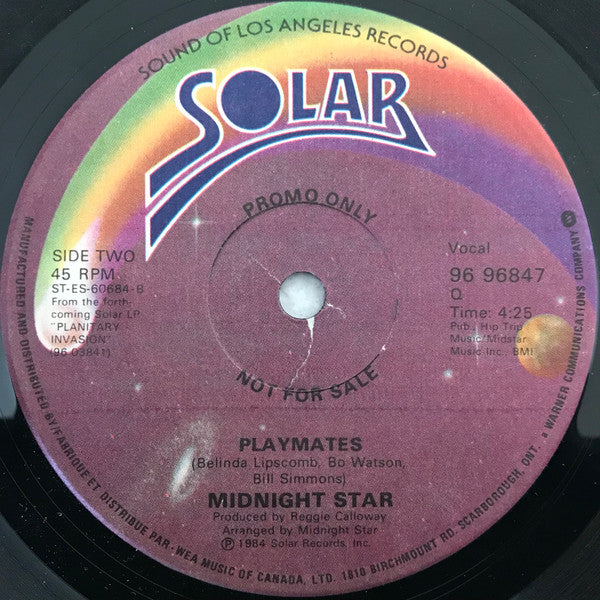 SOUND OF LOS ANGELES RECORDS
SOLAR
PROMO ONLY
SIDE TWO
45 RPM
ST-ES-60684-B
From the forth-
coming Solar LP
"PLANITARY
INVASION"
(96 03841)
Vocal
96 96847
Q
Time: 4:25
Pub., Hip Trip
Music/Midstar
Music Inc., BMI
NOT FOR SALE
PLAYMATES
(Belinda Lipscomb, Bo Watson,
Bill Simmons)
MIDNIGHT STAR
Produced by Reggie Calloway
Arranged by Midnight Star
℗ 1984 Solar Records, Inc.
MANUFACTURED AND DISTRIBUTED BY/FABRIQUE ET DISTRIBUE PAR - WEA MUSIC OF CANADA, LTD. 1810 BIRCHMOUNT RD. SCARBOROUGH, ONT. a WARNER COMMUNICATIONS COMPANY